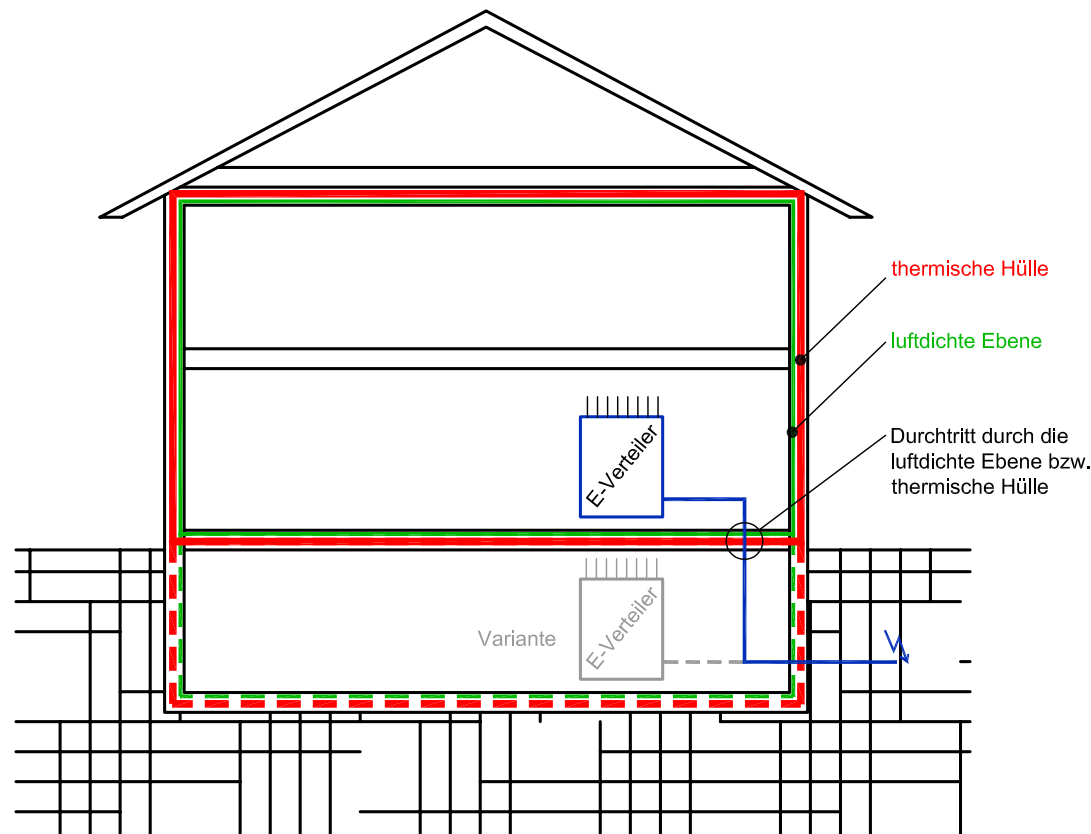 thermische Hülle
luftdichte Ebene
Durchtritt durch die
luftdichte Ebene bzw.
thermische Hülle
E-Verteiler
Variante
E-Verteiler